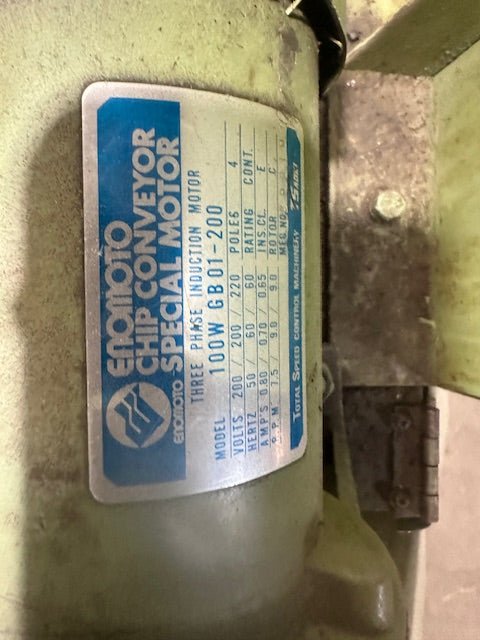 ENOMOTO
CHIP CONVEYOR
SPECIAL MOTOR
ENOMOTO
THREE PHASE INDUCTION MOTOR
MODEL 100W GB01-200
VOLTS 200 / 200 / 220 POLES 4
HERTZ 50 / 60 / 60 RATING CONT.
AMP'S 0.80 / 0.70 / 0.65 INS.CL. E
R.P.M. 7.5 / 9.0 / 9.0 ROTOR C.
MFG.NO.
TOTAL SPEED CONTROL MACHINERY